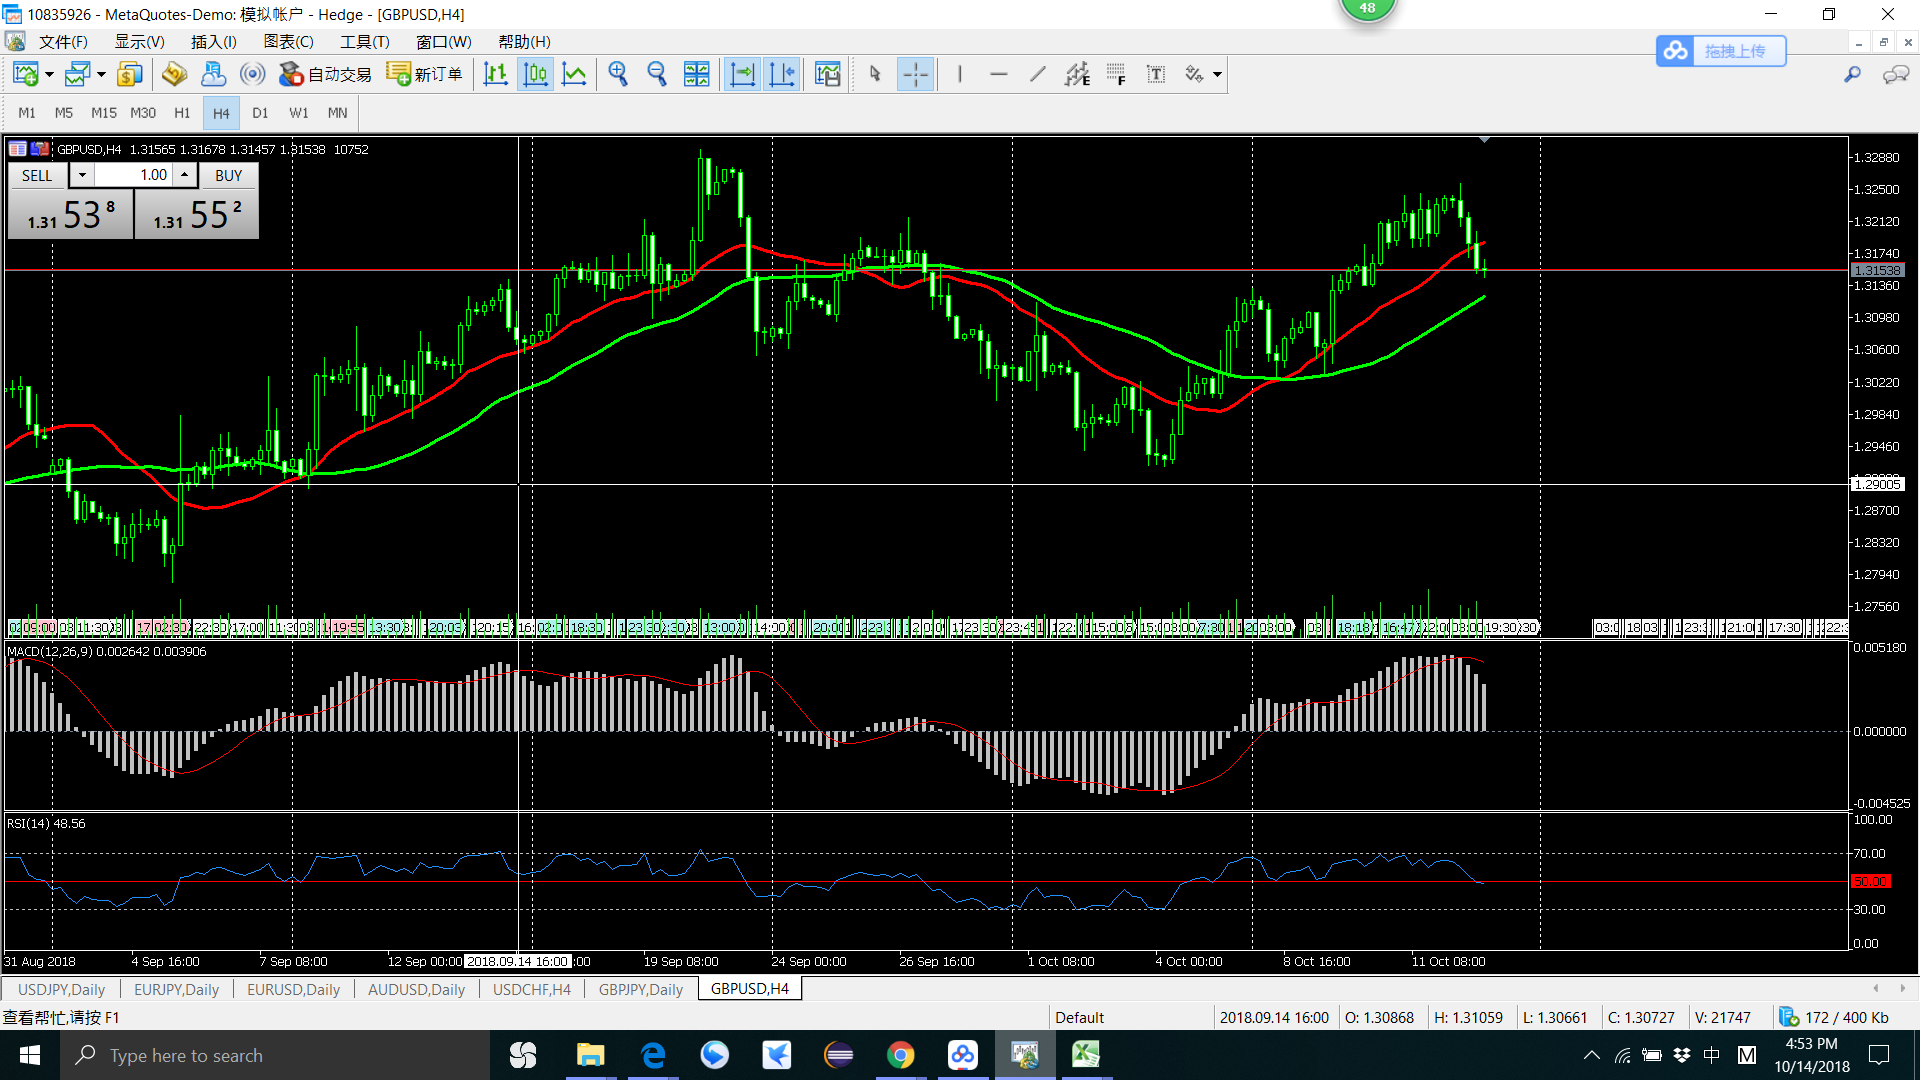 10835926 - MetaQuotes-Demo: 模拟帐户 - Hedge - [GBPUSD,H4]
48
文件(F) 显示(V) 插入(I) 图表(C) 工具(T) 窗口(W) 帮助(H)
拖拽上传
自动交易 新订单
M1 M5 M15 M30 H1 H4 D1 W1 MN
GBPUSD,H4 1.31565 1.31678 1.31457 1.31538 10752
SELL 1.00 BUY
1.31 53 8 1.31 55 2
1.32880
1.32500
1.32120
1.31740
1.31538
1.31360
1.30980
1.30600
1.30220
1.29840
1.29460
1.29005
1.28700
1.28320
1.27940
1.27560
MACD(12,26,9) 0.002642 0.003906
0.005180
0.000000
-0.004525
RSI(14) 48.56
100.00
70.00
50.00
30.00
0.00
31 Aug 2018 4 Sep 16:00 7 Sep 08:00 12 Sep 00:00 2018.09.14 16:00 :00 19 Sep 08:00 24 Sep 00:00 26 Sep 16:00 1 Oct 08:00 4 Oct 00:00 8 Oct 16:00 11 Oct 08:00
USDJPY,Daily EURJPY,Daily EURUSD,Daily AUDUSD,Daily USDCHF,H4 GBPJPY,Daily GBPUSD,H4
查看帮忙,请按 F1 Default 2018.09.14 16:00 O: 1.30868 H: 1.31059 L: 1.30661 C: 1.30727 V: 21747 172 / 400 Kb
Type here to search 中 M 4:53 PM
10/14/2018